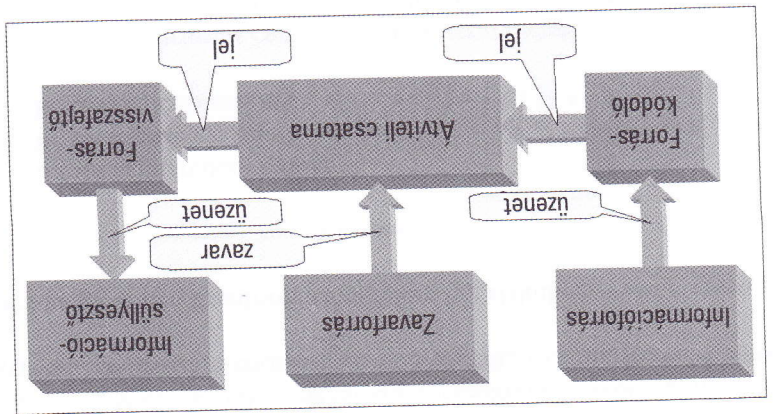 Információforrás
Zavarforrás
Információ-
süllyesztő
üzenet
zavar
üzenet
Forrás-
kódoló
Átviteli csatorna
Forrás-
visszafejtő
jel
jel